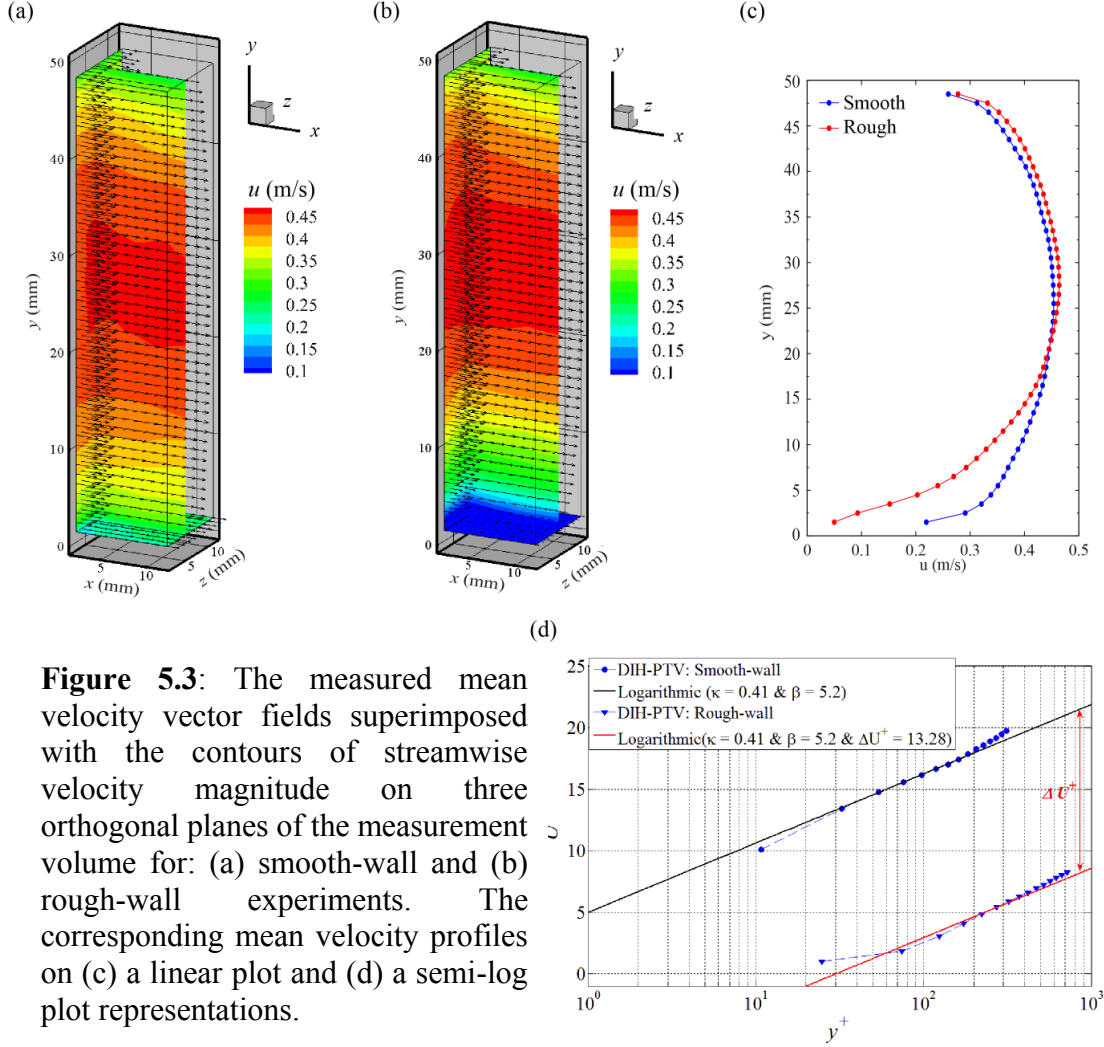 (a)
(b)
(c)
50
40
30
20
10
0
y (mm)
5
10
x (mm)
5
10
z (mm)
y
z
x
u (m/s)
0.45
0.4
0.35
0.3
0.25
0.2
0.15
0.1
50
40
30
20
10
0
y (mm)
5
10
x (mm)
5
10
z (mm)
y
z
x
u (m/s)
0.45
0.4
0.35
0.3
0.25
0.2
0.15
0.1
Smooth
Rough
50
45
40
35
30
25
20
15
10
5
0
y (mm)
0 0.1 0.2 0.3 0.4 0.5
u (m/s)
(d)
Figure 5.3: The measured mean
velocity vector fields superimposed
with the contours of streamwise
velocity magnitude on three
orthogonal planes of the measurement
volume for: (a) smooth-wall and (b)
rough-wall experiments. The
corresponding mean velocity profiles
on (c) a linear plot and (d) a semi-log
plot representations.
DIH-PTV: Smooth-wall
Logarithmic (κ = 0.41 & β = 5.2)
DIH-PTV: Rough-wall
Logarithmic(κ = 0.41 & β = 5.2 & ΔU⁺ = 13.28)
25
20
15
10
5
0
ΔU⁺
10⁰ 10¹ 10² 10³
y⁺